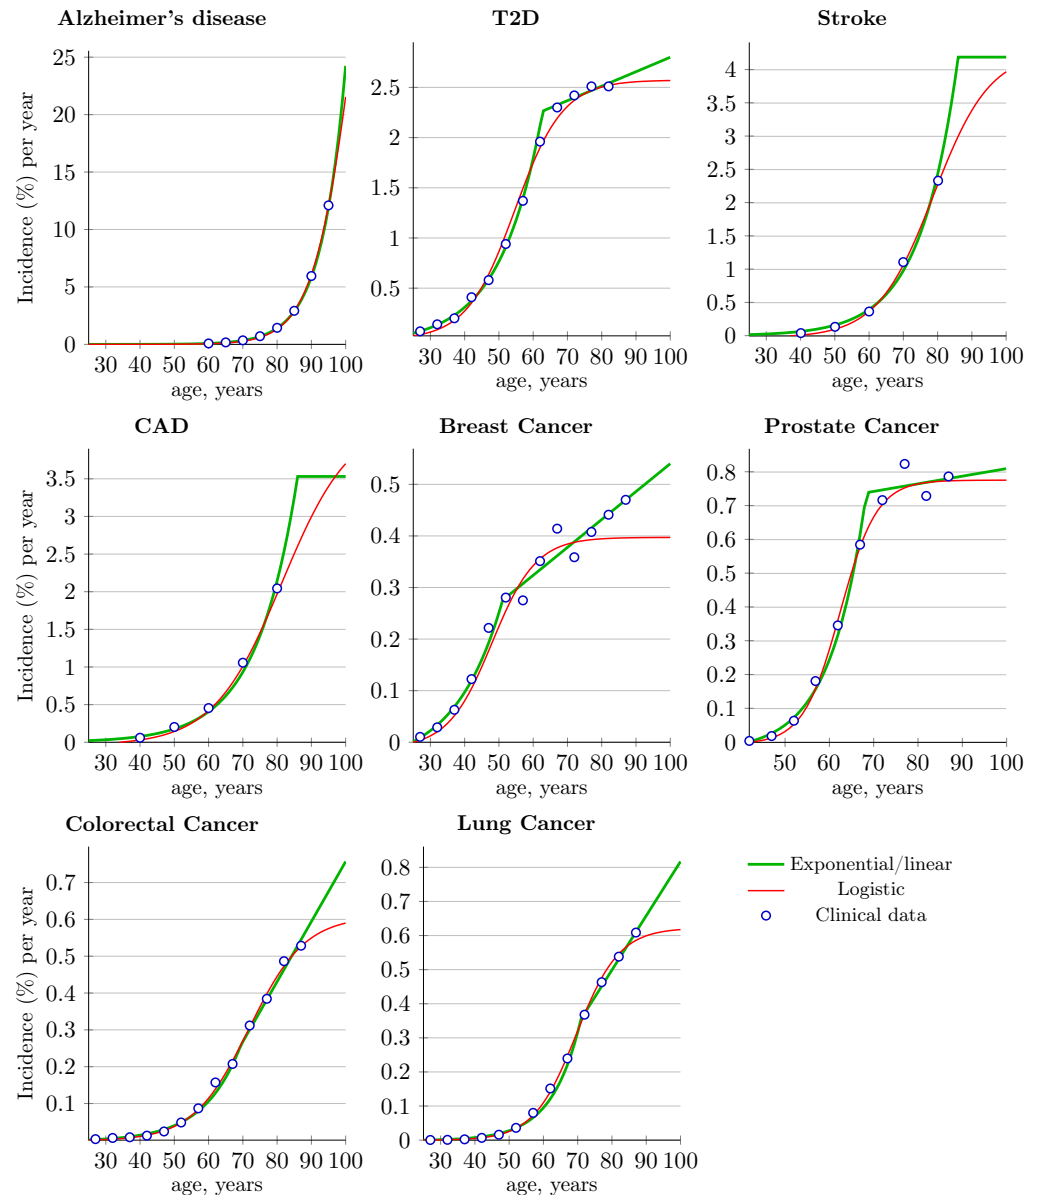 Alzheimer's disease
T2D
Stroke
Incidence (%) per year
25
20
15
10
5
0
30 40 50 60 70 80 90 100
age, years
2.5
2
1.5
1
0.5
30 40 50 60 70 80 90 100
age, years
4
3.5
3
2.5
2
1.5
1
0.5
0
30 40 50 60 70 80 90 100
age, years
CAD
Breast Cancer
Prostate Cancer
Incidence (%) per year
3.5
3
2.5
2
1.5
1
0.5
0
30 40 50 60 70 80 90 100
age, years
0.5
0.4
0.3
0.2
0.1
0
30 40 50 60 70 80 90 100
age, years
0.8
0.7
0.6
0.5
0.4
0.3
0.2
0.1
0
50 60 70 80 90 100
age, years
Colorectal Cancer
Lung Cancer
Incidence (%) per year
0.7
0.6
0.5
0.4
0.3
0.2
0.1
30 40 50 60 70 80 90 100
age, years
0.8
0.7
0.6
0.5
0.4
0.3
0.2
0.1
0
30 40 50 60 70 80 90 100
age, years
Exponential/linear
Logistic
Clinical data